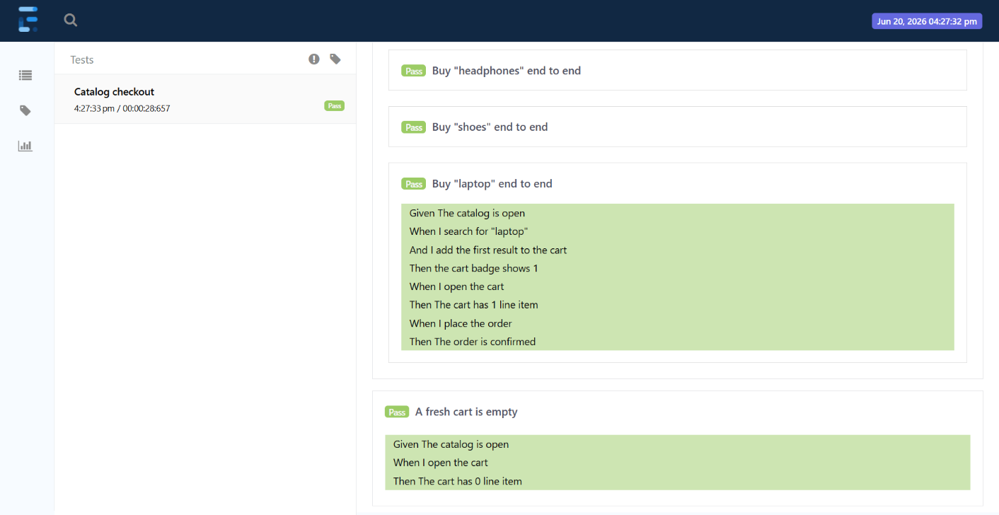 Jun 20, 2026 04:27:32 pm
Tests
Catalog checkout
4:27:33 pm / 00:00:28:657
Pass
Pass Buy "headphones" end to end
Pass Buy "shoes" end to end
Pass Buy "laptop" end to end
Given The catalog is open
When I search for "laptop"
And I add the first result to the cart
Then the cart badge shows 1
When I open the cart
Then The cart has 1 line item
When I place the order
Then The order is confirmed
Pass A fresh cart is empty
Given The catalog is open
When I open the cart
Then The cart has 0 line item